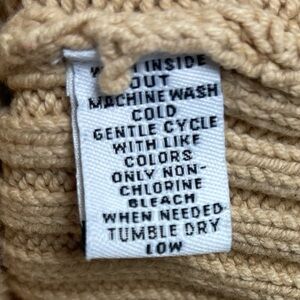 INSIDE
OUT
MACHINE WASH
COLD
GENTLE CYCLE
WITH LIKE
COLORS
ONLY NON-
CHLORINE
BLEACH
WHEN NEEDED
TUMBLE DRY
LOW